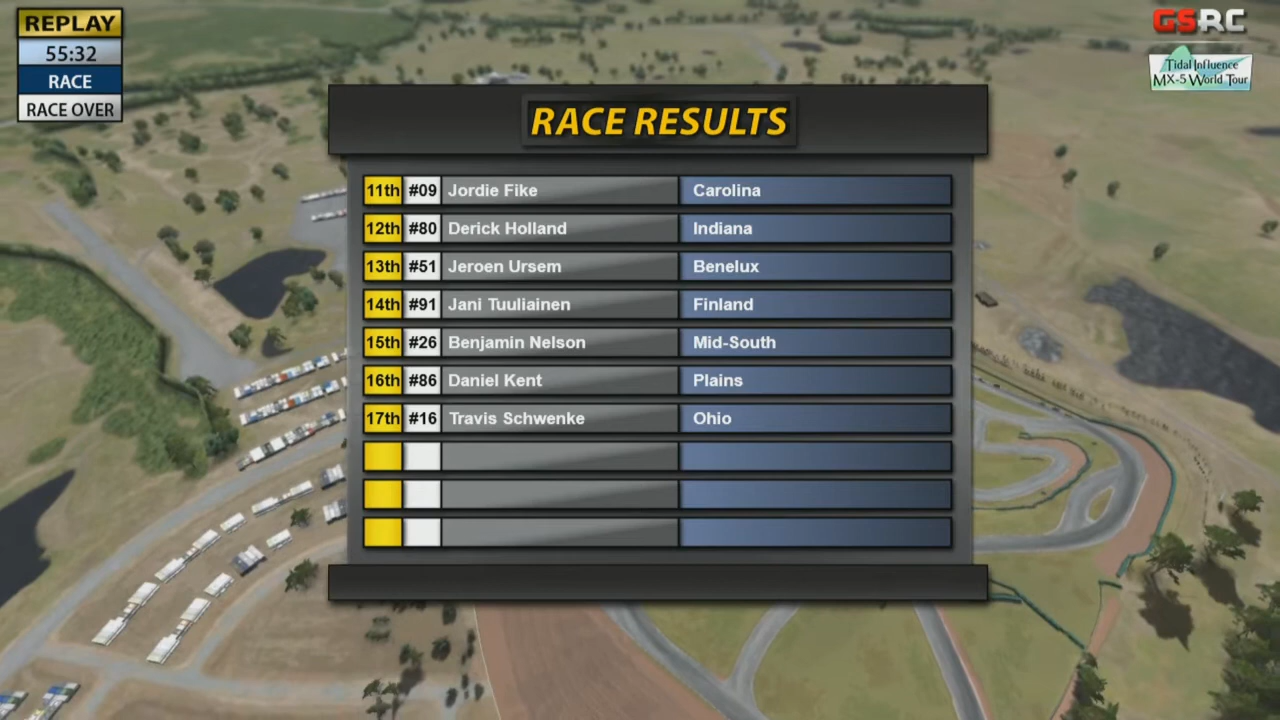 REPLAY
55:32
RACE
RACE OVER
GSRC
Tidal Influence
MX-5 World Tour
RACE RESULTS
11th #09 Jordie Fike Carolina
12th #80 Derick Holland Indiana
13th #51 Jeroen Ursem Benelux
14th #91 Jani Tuuliainen Finland
15th #26 Benjamin Nelson Mid-South
16th #86 Daniel Kent Plains
17th #16 Travis Schwenke Ohio